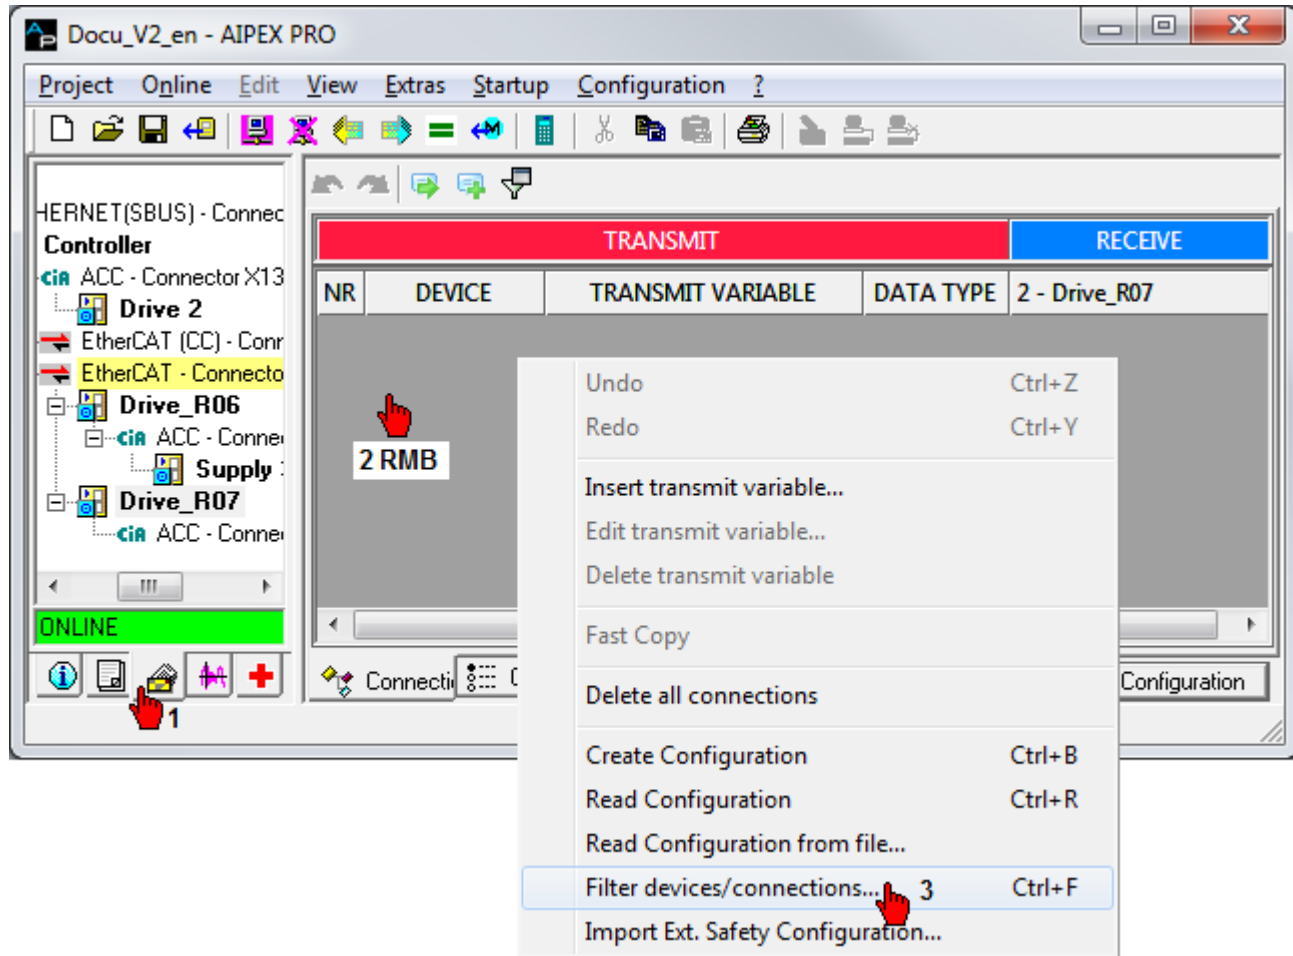 Docu_V2_en - AIPEX PRO
Project Online Edit View Extras Startup Configuration ?
HERNET(SBUS) - Connec
Controller
CiA ACC - Connector X13
Drive 2
EtherCAT (CC) - Conn
EtherCAT - Connecto
Drive_R06
CiA ACC - Conne
Supply
Drive_R07
CiA ACC - Conne
ONLINE
1
TRANSMIT RECEIVE
NR DEVICE TRANSMIT VARIABLE DATA TYPE 2 - Drive_R07
2 RMB
Undo Ctrl+Z
Redo Ctrl+Y
Insert transmit variable...
Edit transmit variable...
Delete transmit variable
Fast Copy
Delete all connections
Create Configuration Ctrl+B
Read Configuration Ctrl+R
Read Configuration from file...
Filter devices/connections... 3 Ctrl+F
Import Ext. Safety Configuration...
Connecti
Configuration